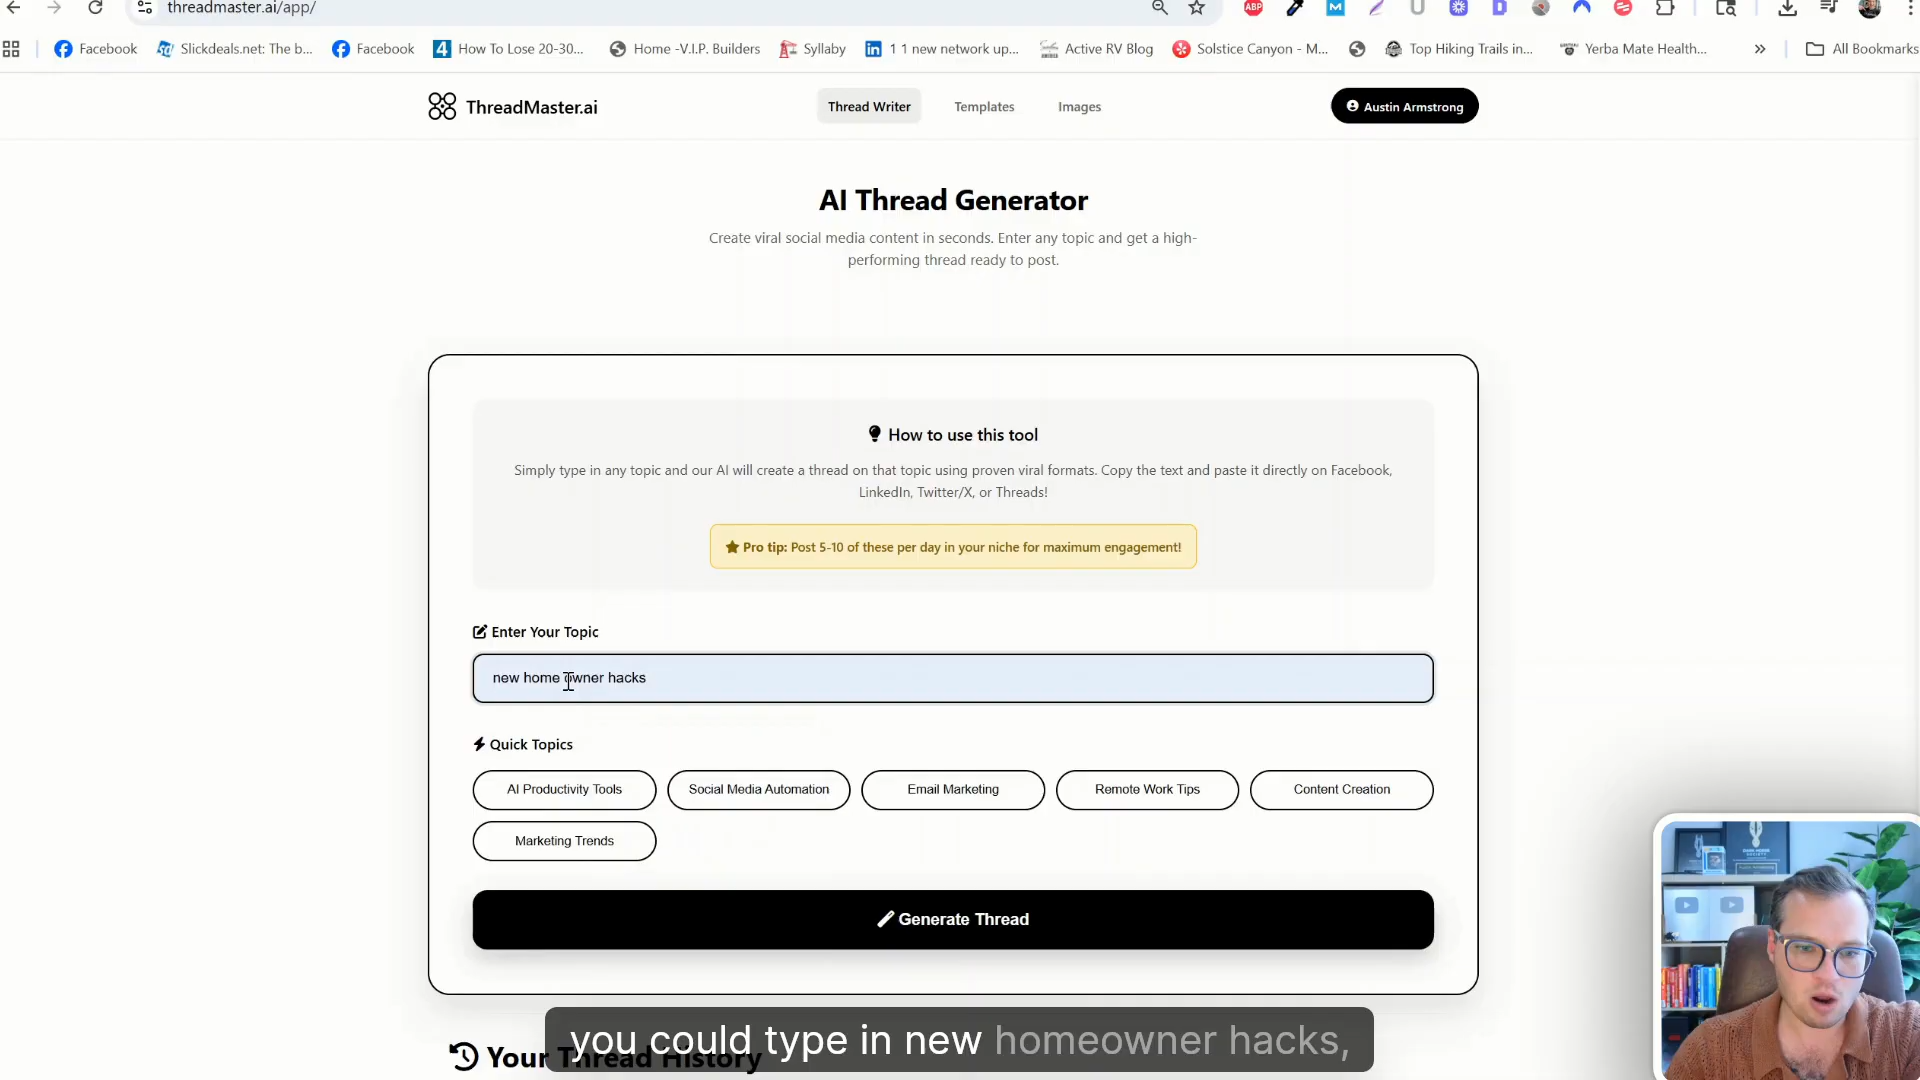 threadmaster.ai/app/
ABP
Facebook
Slickdeals.net: The b...
Facebook
4 How To Lose 20-30...
Home -V.I.P. Builders
Syllaby
in 1 1 new network up...
Active RV Blog
Solstice Canyon - M...
Top Hiking Trails in...
Yerba Mate Health...
»
All Bookmarks
ThreadMaster.ai
Thread Writer
Templates
Images
Austin Armstrong
AI Thread Generator
Create viral social media content in seconds. Enter any topic and get a high-
performing thread ready to post.
How to use this tool
Simply type in any topic and our AI will create a thread on that topic using proven viral formats. Copy the text and paste it directly on Facebook,
LinkedIn, Twitter/X, or Threads!
Pro tip: Post 5-10 of these per day in your niche for maximum engagement!
Enter Your Topic
new home owner hacks
Quick Topics
AI Productivity Tools
Social Media Automation
Email Marketing
Remote Work Tips
Content Creation
Marketing Trends
Generate Thread
Your Thread History
you could type in new homeowner hacks,